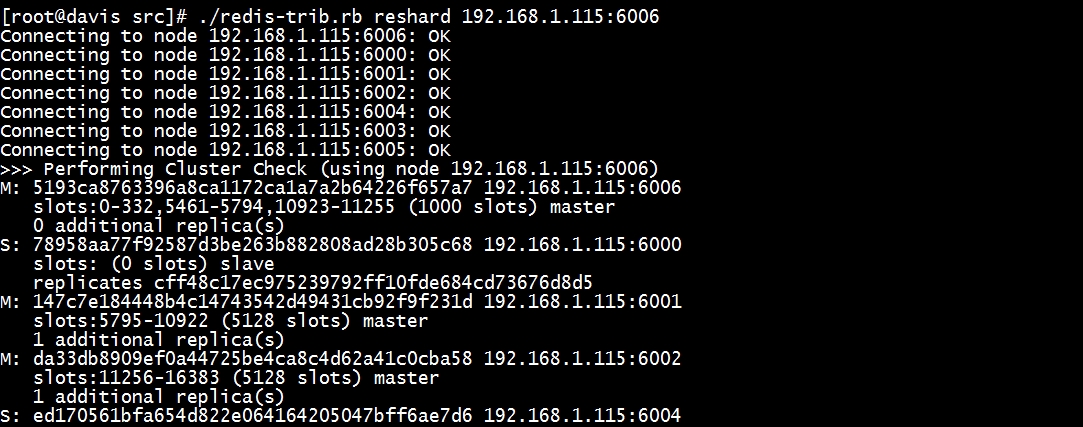 [root@davis src]# ./redis-trib.rb reshard 192.168.1.115:6006
Connecting to node 192.168.1.115:6006: OK
Connecting to node 192.168.1.115:6000: OK
Connecting to node 192.168.1.115:6001: OK
Connecting to node 192.168.1.115:6002: OK
Connecting to node 192.168.1.115:6004: OK
Connecting to node 192.168.1.115:6003: OK
Connecting to node 192.168.1.115:6005: OK
>>> Performing Cluster Check (using node 192.168.1.115:6006)
M: 5193ca8763396a8ca1172ca1a7a2b64226f657a7 192.168.1.115:6006
   slots:0-332,5461-5794,10923-11255 (1000 slots) master
   0 additional replica(s)
S: 78958aa77f92587d3be263b882808ad28b305c68 192.168.1.115:6000
   slots: (0 slots) slave
   replicates cff48c17ec975239792ff10fde684cd73676d8d5
M: 147c7e184448b4c14743542d49431cb92f9f231d 192.168.1.115:6001
   slots:5795-10922 (5128 slots) master
   1 additional replica(s)
M: da33db8909ef0a44725be4ca8c4d62a41c0cba58 192.168.1.115:6002
   slots:11256-16383 (5128 slots) master
   1 additional replica(s)
S: ed170561bfa654d822e064164205047bff6ae7d6 192.168.1.115:6004